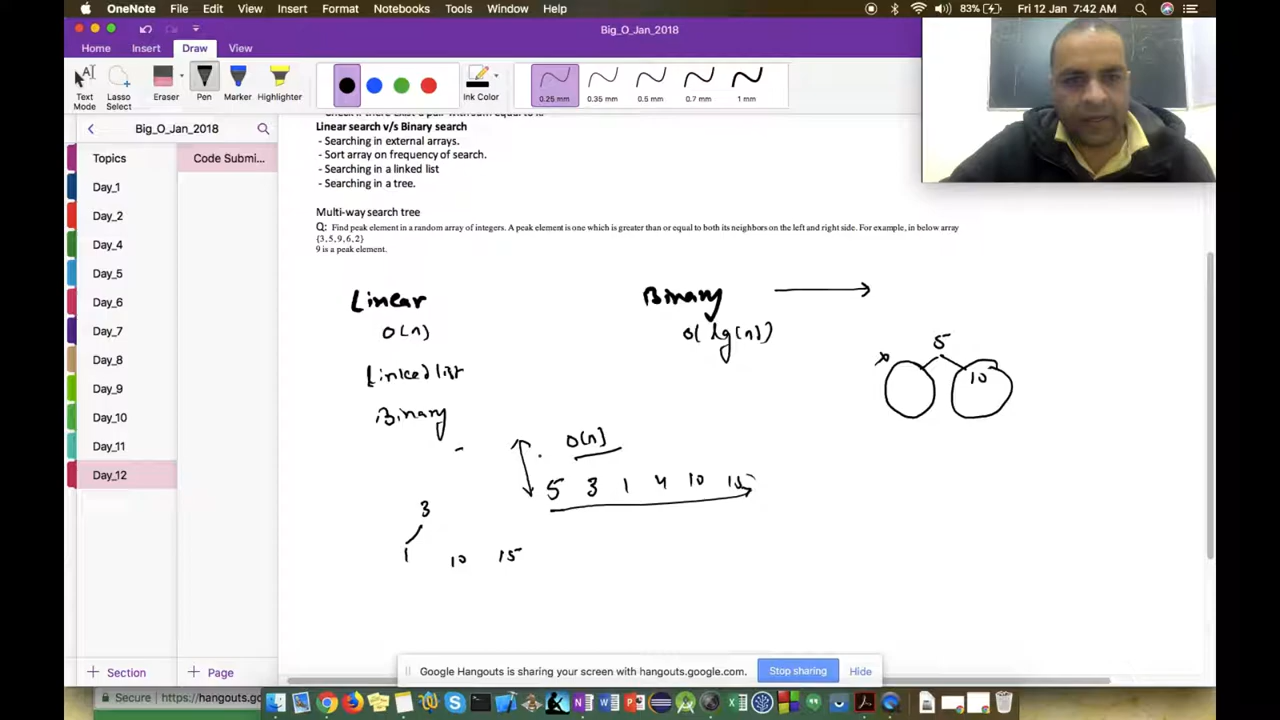 OneNote File Edit View Insert Format Notebooks Tools Window Help 83% Fri 12 Jan 7:42 AM
Big_O_Jan_2018
Home Insert Draw View
Text Mode Lasso Select Eraser Pen Marker Highlighter Ink Color 0.25 mm 0.35 mm 0.5 mm 0.7 mm 1 mm
Big_O_Jan_2018
Topics
Day_1
Day_2
Day_4
Day_5
Day_6
Day_7
Day_8
Day_9
Day_10
Day_11
Day_12
+ Section
Code Submi...
+ Page
Linear search v/s Binary search
- Searching in external arrays.
- Sort array on frequency of search.
- Searching in a linked list
- Searching in a tree.
Multi-way search tree
Q: Find peak element in a random array of integers. A peak element is one which is greater than or equal to both its neighbors on the left and right side. For example, in below array
{3,5,9,6,2}
9 is a peak element.
Linear Binary
O(n) O(lg(n))
5
10
Linked list
Binary
O(n)
5 3 1 4 10 15
3
1 10 15
Google Hangouts is sharing your screen with hangouts.google.com. Stop sharing Hide
Secure https://hangouts.go